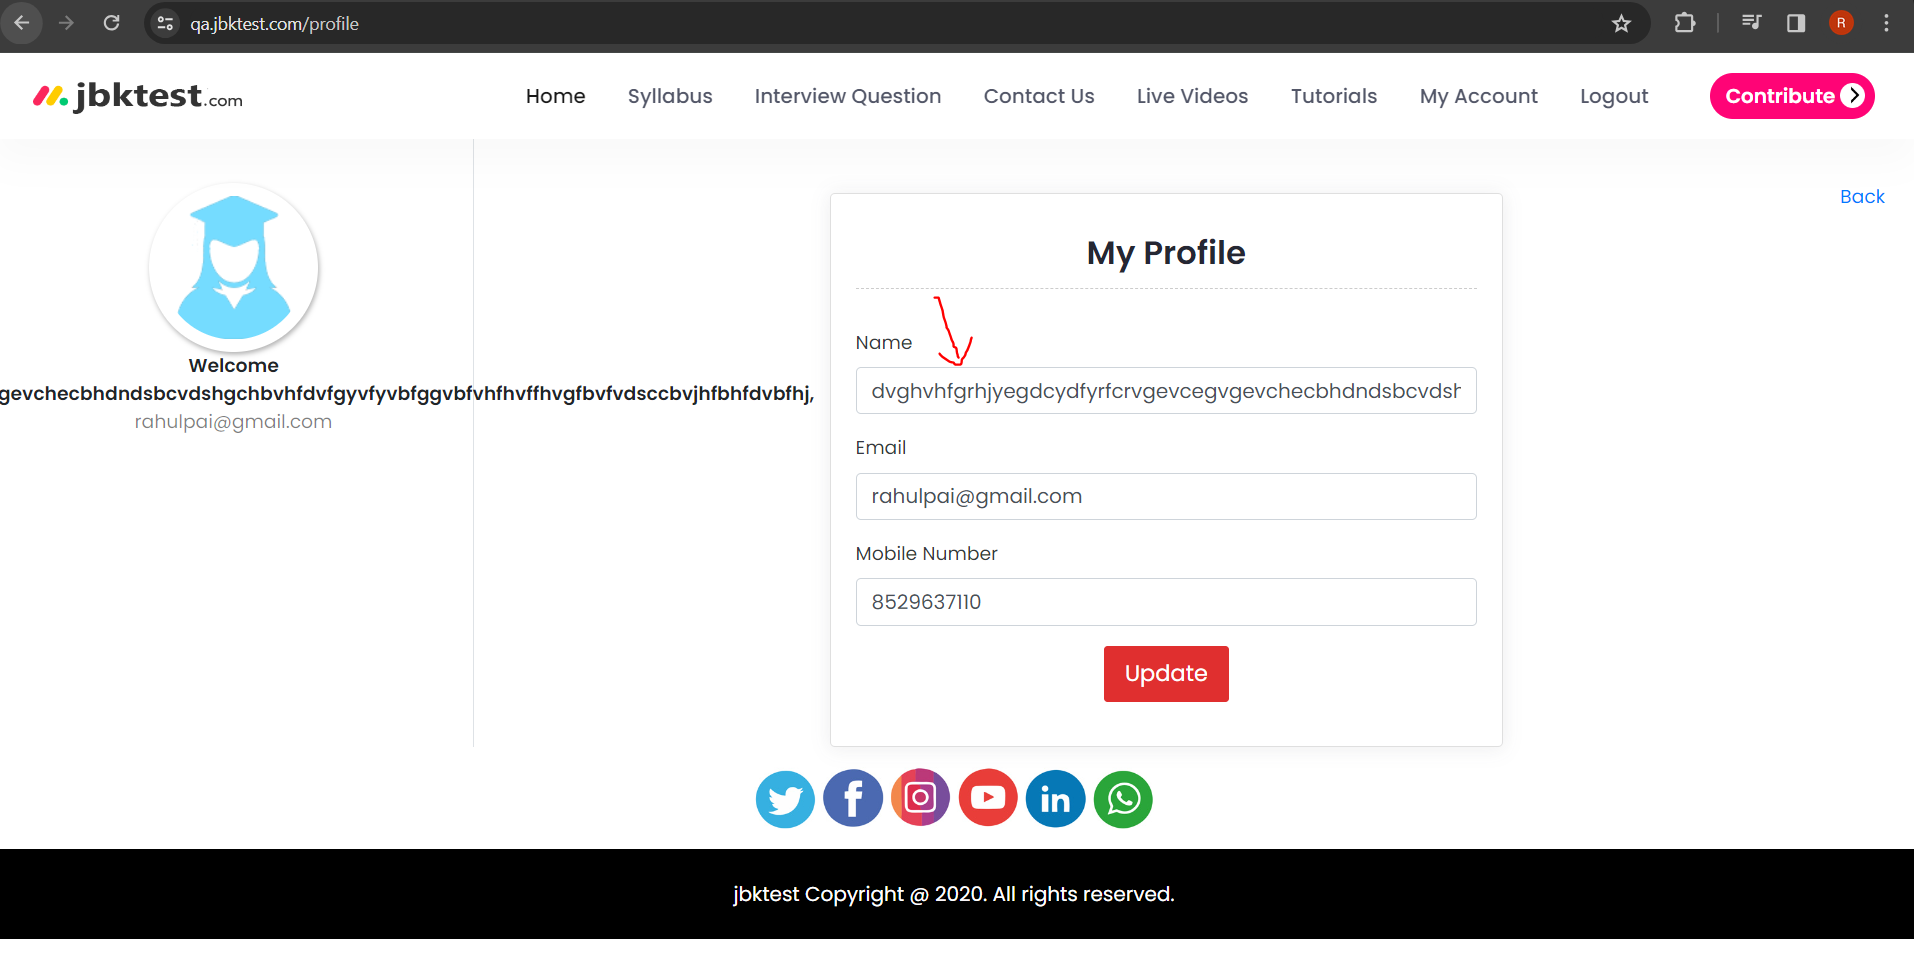 qa.jbktest.com/profile
R
jbktest.com
Home Syllabus Interview Question Contact Us Live Videos Tutorials My Account Logout Contribute
Back
Welcome
gevchecbhdndsbcvdshgchbvhfdvfgyvfyvbfggvbfvhfhvffhvgfbvfvdsccbvjhfbhfdvbfhj,
rahulpai@gmail.com
My Profile
Name
dvghvhfgrhjyegdcydfyrfcrvgevcegvgevchecbhdndsbcvdsh
Email
rahulpai@gmail.com
Mobile Number
8529637110
Update
jbktest Copyright @ 2020. All rights reserved.